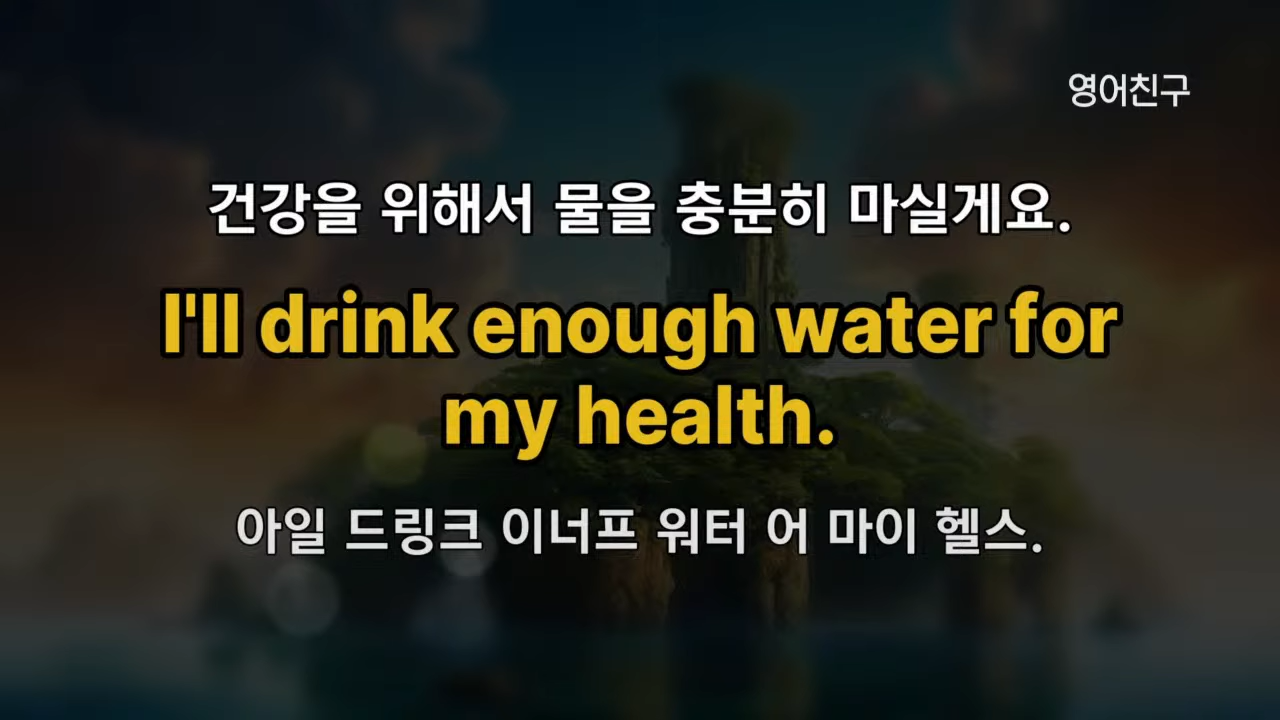 영어친구
건강을 위해서 물을 충분히 마실게요.
I'll drink enough water for
my health.
아일 드링크 이너프 워터 어 마이 헬스.